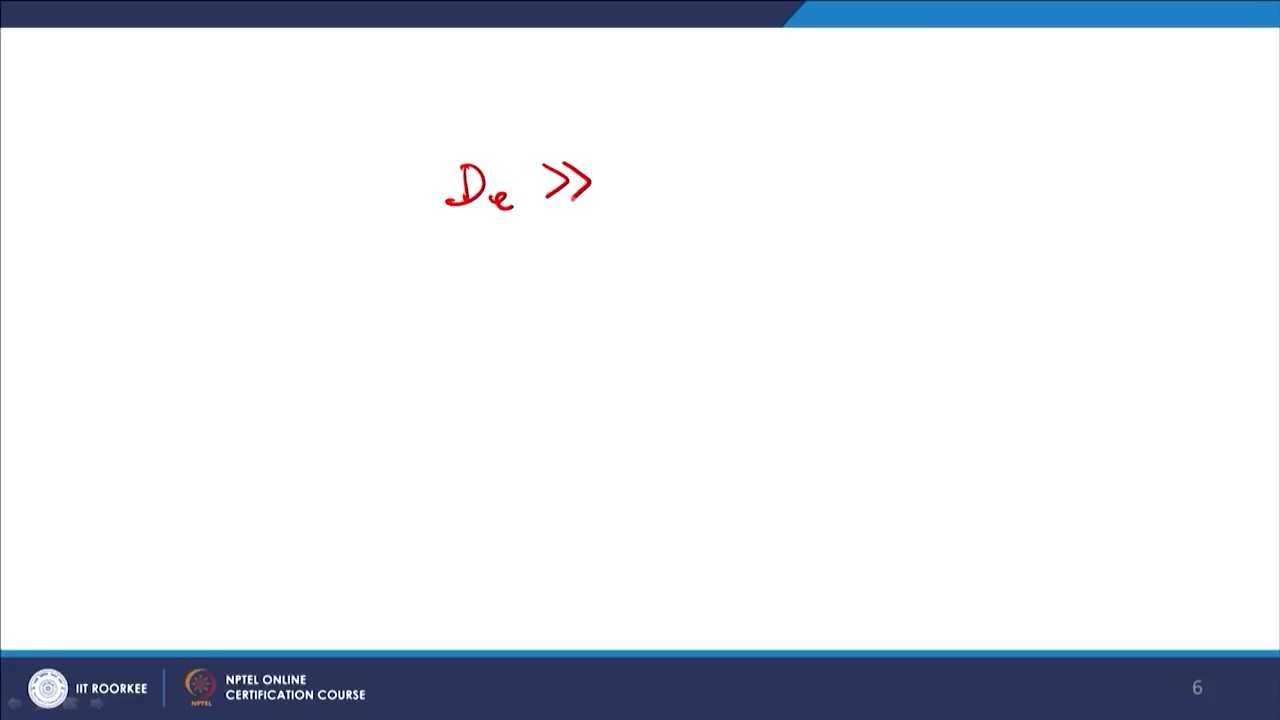 De >>
IIT ROORKEE
NPTEL ONLINE
CERTIFICATION COURSE
6